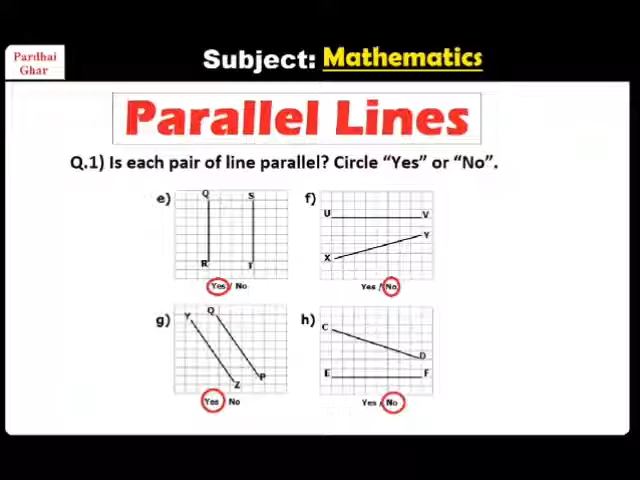 Pardhai
Ghar
Subject: Mathematics
Parallel Lines
Q.1) Is each pair of line parallel? Circle “Yes” or “No”.
e)
Q S
R T
Yes / No
f)
U V
Y
X
Yes / No
g)
Y Q
Z P
Yes / No
h)
C
D
E F
Yes / No